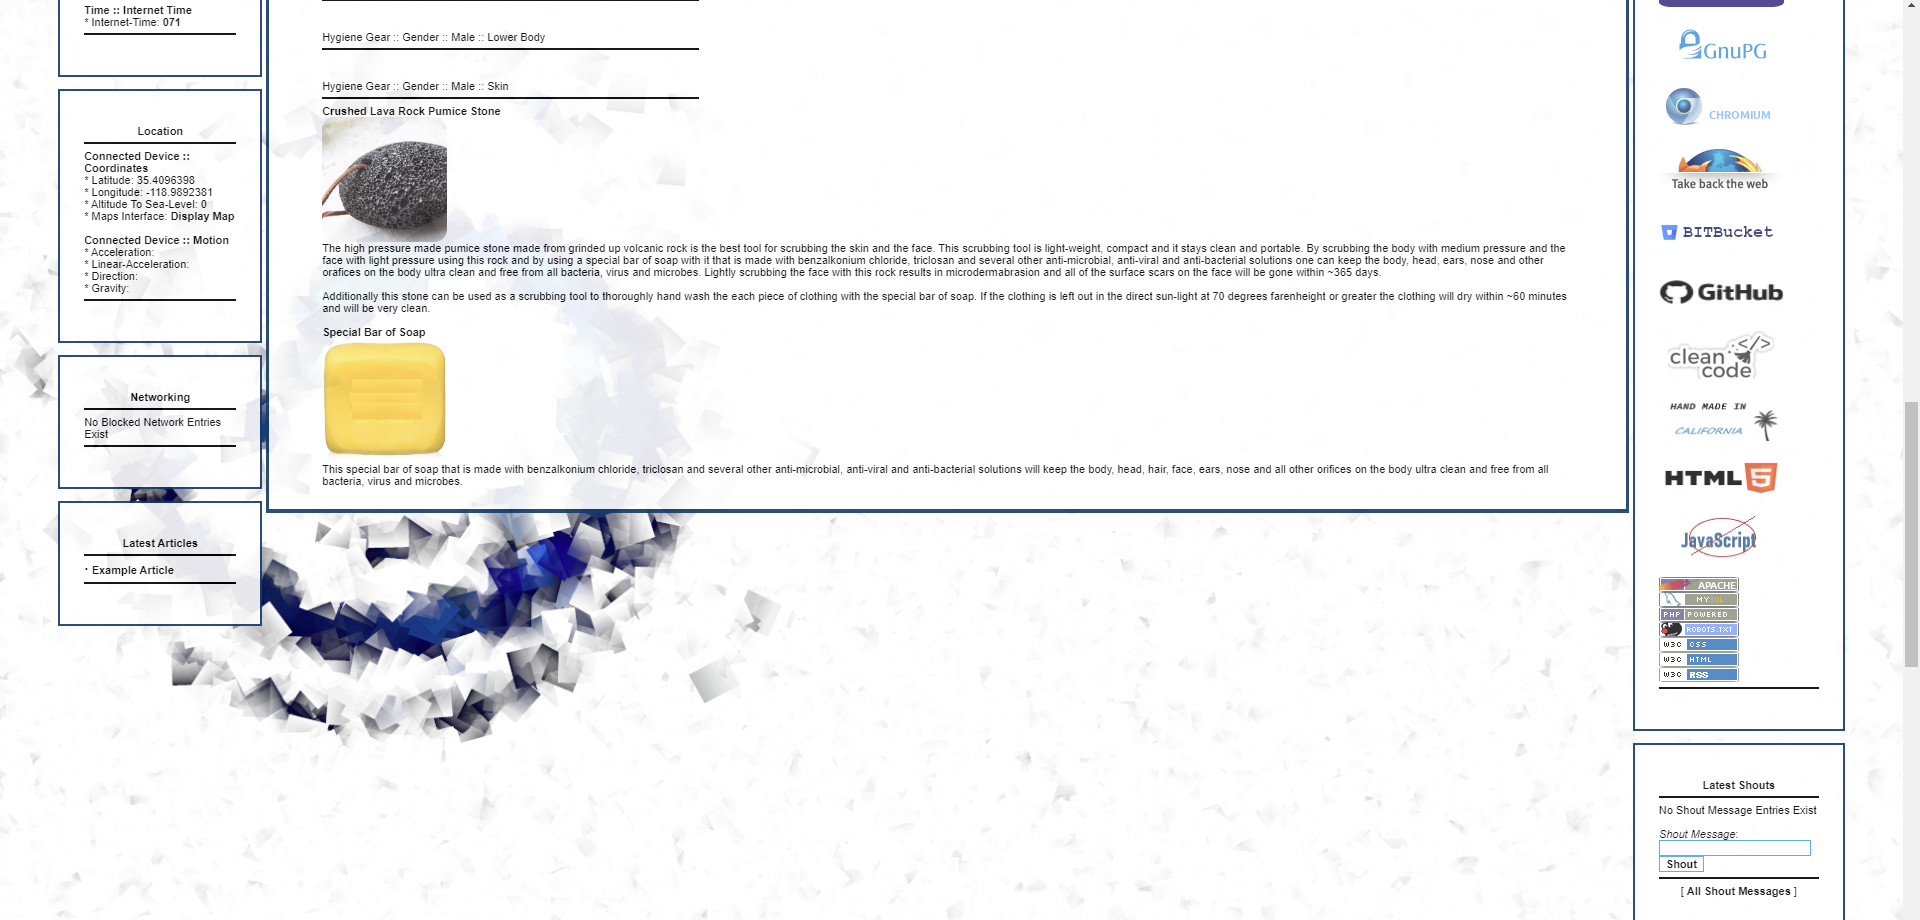 Time :: Internet Time
* Internet-Time: 071
Location
Connected Device ::
Coordinates
* Latitude: 35.4096398
* Longitude: -118.9892381
* Altitude To Sea-Level: 0
* Maps Interface: Display Map
Connected Device :: Motion
* Acceleration:
* Linear-Acceleration:
* Direction:
* Gravity:
Networking
No Blocked Network Entries
Exist
Latest Articles
· Example Article
Hygiene Gear :: Gender :: Male :: Lower Body
Hygiene Gear :: Gender :: Male :: Skin
Crushed Lava Rock Pumice Stone
The high pressure made pumice stone made from grinded up volcanic rock is the best tool for scrubbing the skin and the face. This scrubbing tool is light-weight, compact and it stays clean and portable. By scrubbing the body with medium pressure and the
face with light pressure using this rock and by using a special bar of soap with it that is made with benzalkonium chloride, triclosan and several other anti-microbial, anti-viral and anti-bacterial solutions one can keep the body, head, ears, nose and other
orafices on the body ultra clean and free from all bacteria, virus and microbes. Lightly scrubbing the face with this rock results in microdermabrasion and all of the surface scars on the face will be gone within ~365 days.
Additionally this stone can be used as a scrubbing tool to thoroughly hand wash the each piece of clothing with the special bar of soap. If the clothing is left out in the direct sun-light at 70 degrees farenheight or greater the clothing will dry within ~60 minutes
and will be very clean.
Special Bar of Soap
This special bar of soap that is made with benzalkonium chloride, triclosan and several other anti-microbial, anti-viral and anti-bacterial solutions will keep the body, head, hair, face, ears, nose and all other orifices on the body ultra clean and free from all
bacteria, virus and microbes.
GnuPG
CHROMIUM
Take back the web
BITBucket
GitHub
clean </>
code
HAND MADE IN
CALIFORNIA
HTML 5
JavaScript
APACHE
MYSQL
PHP POWERED
ROBOTS.TXT
W3C CSS
W3C HTML
W3C RSS
Latest Shouts
No Shout Message Entries Exist
Shout Message:
Shout
[ All Shout Messages ]